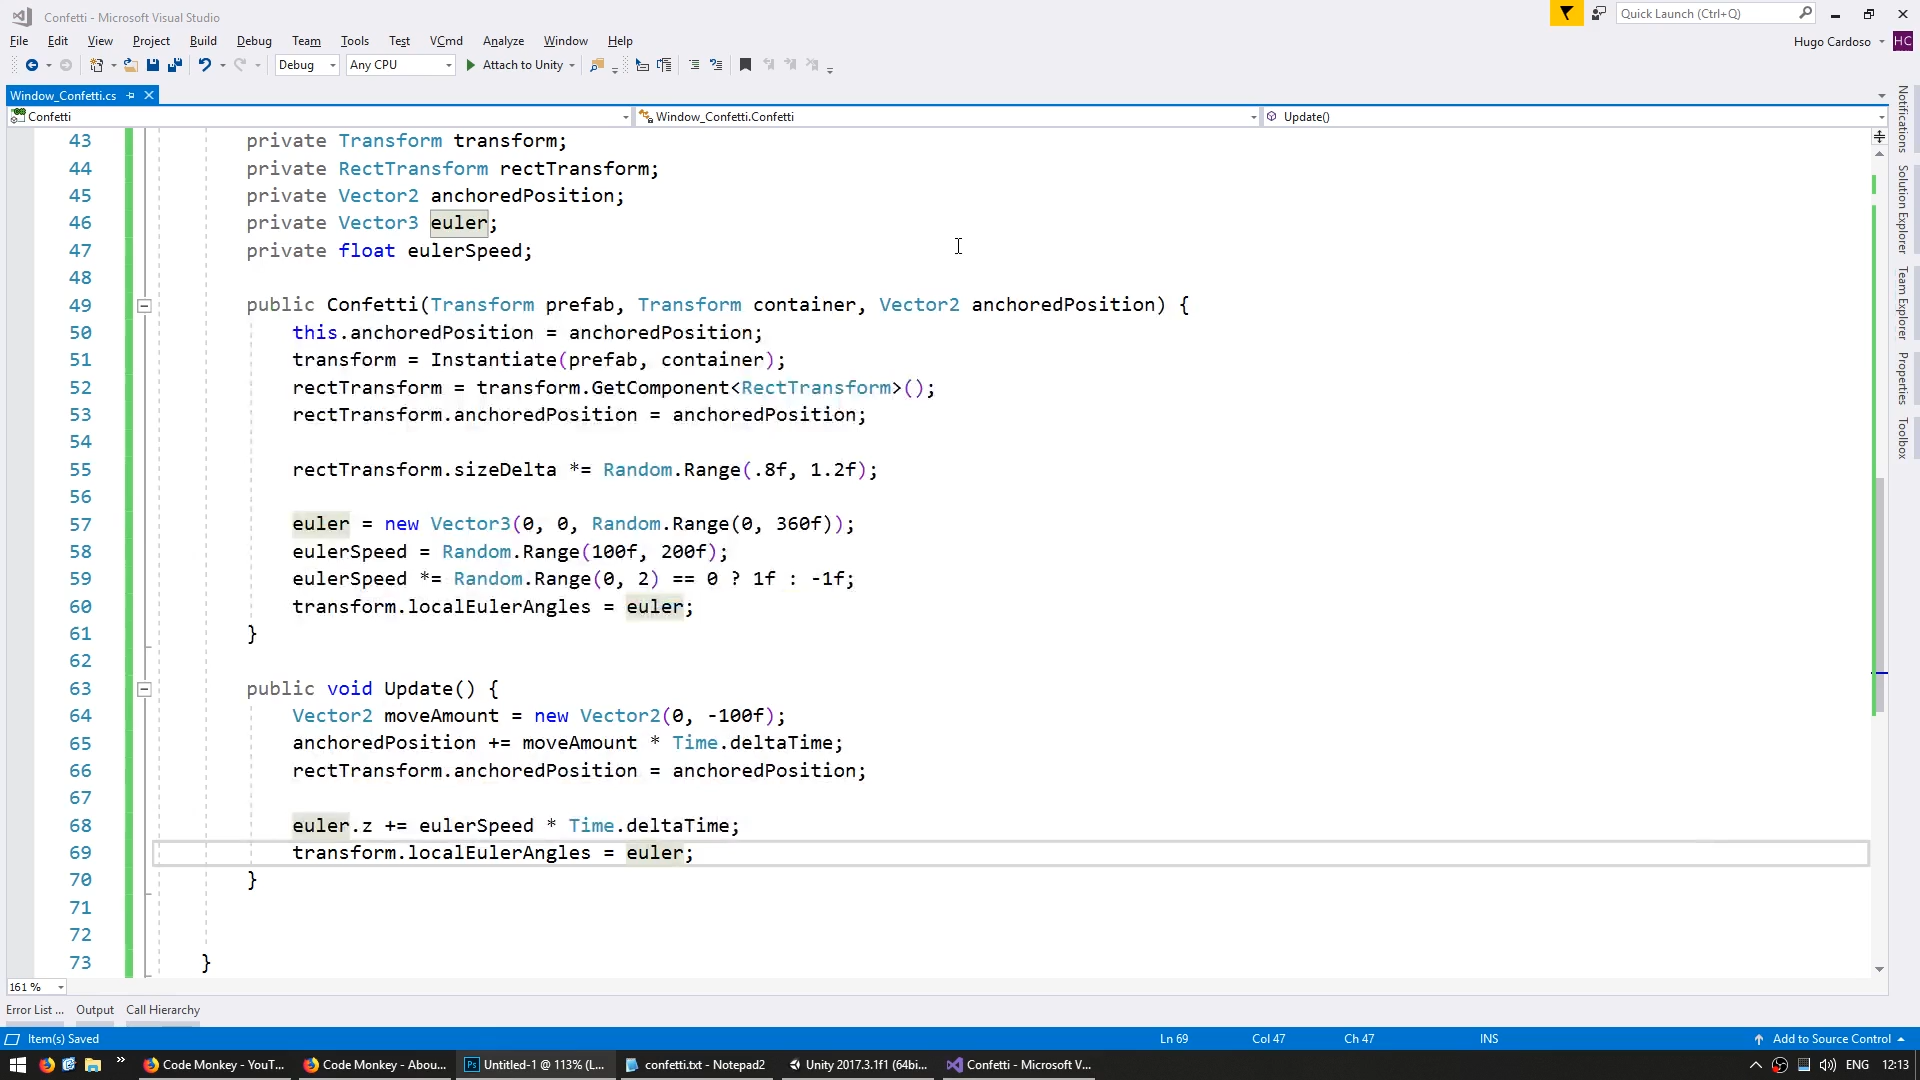 Confetti - Microsoft Visual Studio
Quick Launch (Ctrl+Q)
File Edit View Project Build Debug Team Tools Test VCmd Analyze Window Help
Hugo Cardoso HC
Debug Any CPU Attach to Unity
Window_Confetti.cs
Confetti Window_Confetti.Confetti Update()
43 private Transform transform;
44 private RectTransform rectTransform;
45 private Vector2 anchoredPosition;
46 private Vector3 euler;
47 private float eulerSpeed;
48
49 public Confetti(Transform prefab, Transform container, Vector2 anchoredPosition) {
50 this.anchoredPosition = anchoredPosition;
51 transform = Instantiate(prefab, container);
52 rectTransform = transform.GetComponent<RectTransform>();
53 rectTransform.anchoredPosition = anchoredPosition;
54
55 rectTransform.sizeDelta *= Random.Range(.8f, 1.2f);
56
57 euler = new Vector3(0, 0, Random.Range(0, 360f));
58 eulerSpeed = Random.Range(100f, 200f);
59 eulerSpeed *= Random.Range(0, 2) == 0 ? 1f : -1f;
60 transform.localEulerAngles = euler;
61 }
62
63 public void Update() {
64 Vector2 moveAmount = new Vector2(0, -100f);
65 anchoredPosition += moveAmount * Time.deltaTime;
66 rectTransform.anchoredPosition = anchoredPosition;
67
68 euler.z += eulerSpeed * Time.deltaTime;
69 transform.localEulerAngles = euler;
70 }
71
72
73 }
Notifications
Solution Explorer
Team Explorer
Properties
Toolbox
161 %
Error List ... Output Call Hierarchy
Item(s) Saved Ln 69 Col 47 Ch 47 INS Add to Source Control
Code Monkey - YouT... Code Monkey - Abou... Ps Untitled-1 @ 113% (L... confetti.txt - Notepad2 Unity 2017.3.1f1 (64bi... Confetti - Microsoft V... ENG 12:13